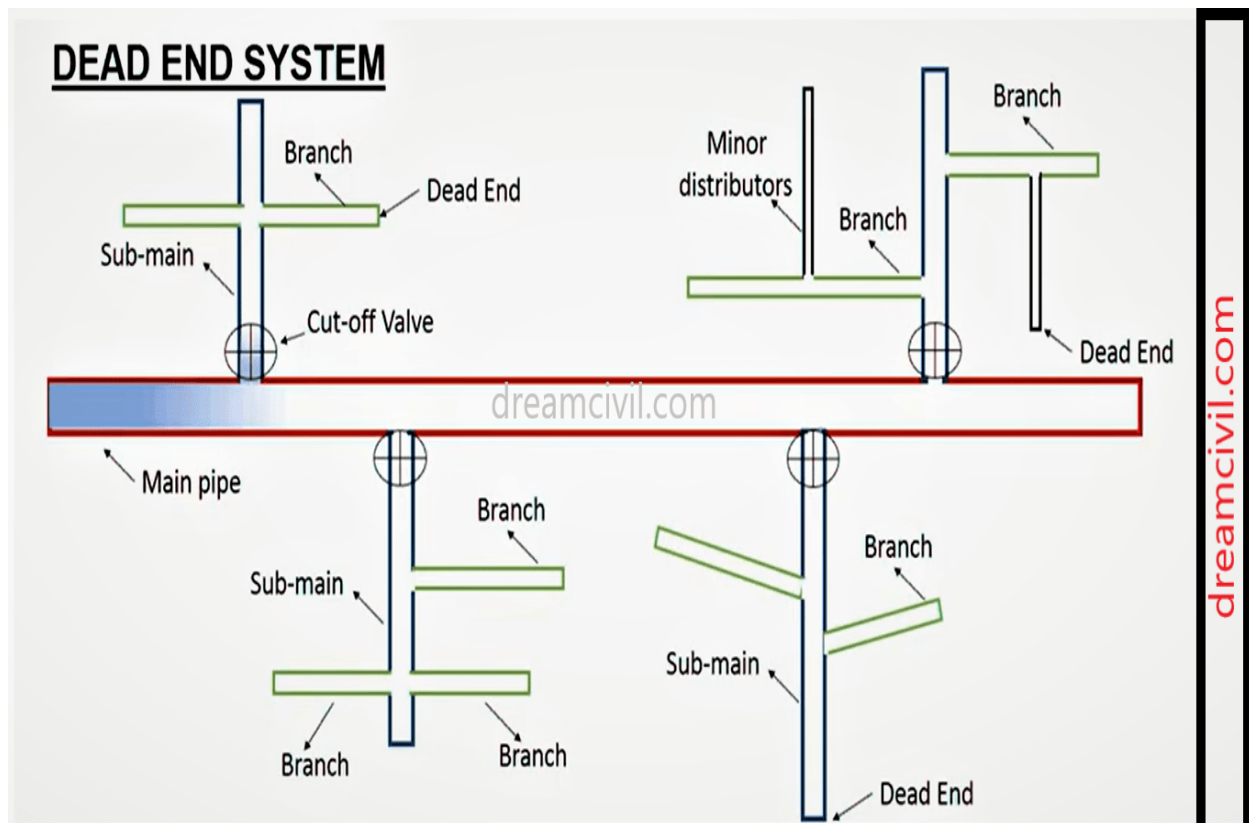 DEAD END SYSTEM
Branch
Dead End
Sub-main
Cut-off Valve
Minor
distributors
Branch
Branch
Dead End
dreamcivil.com
Main pipe
Branch
Sub-main
Branch
Branch
Branch
Sub-main
Dead End
dreamcivil.com